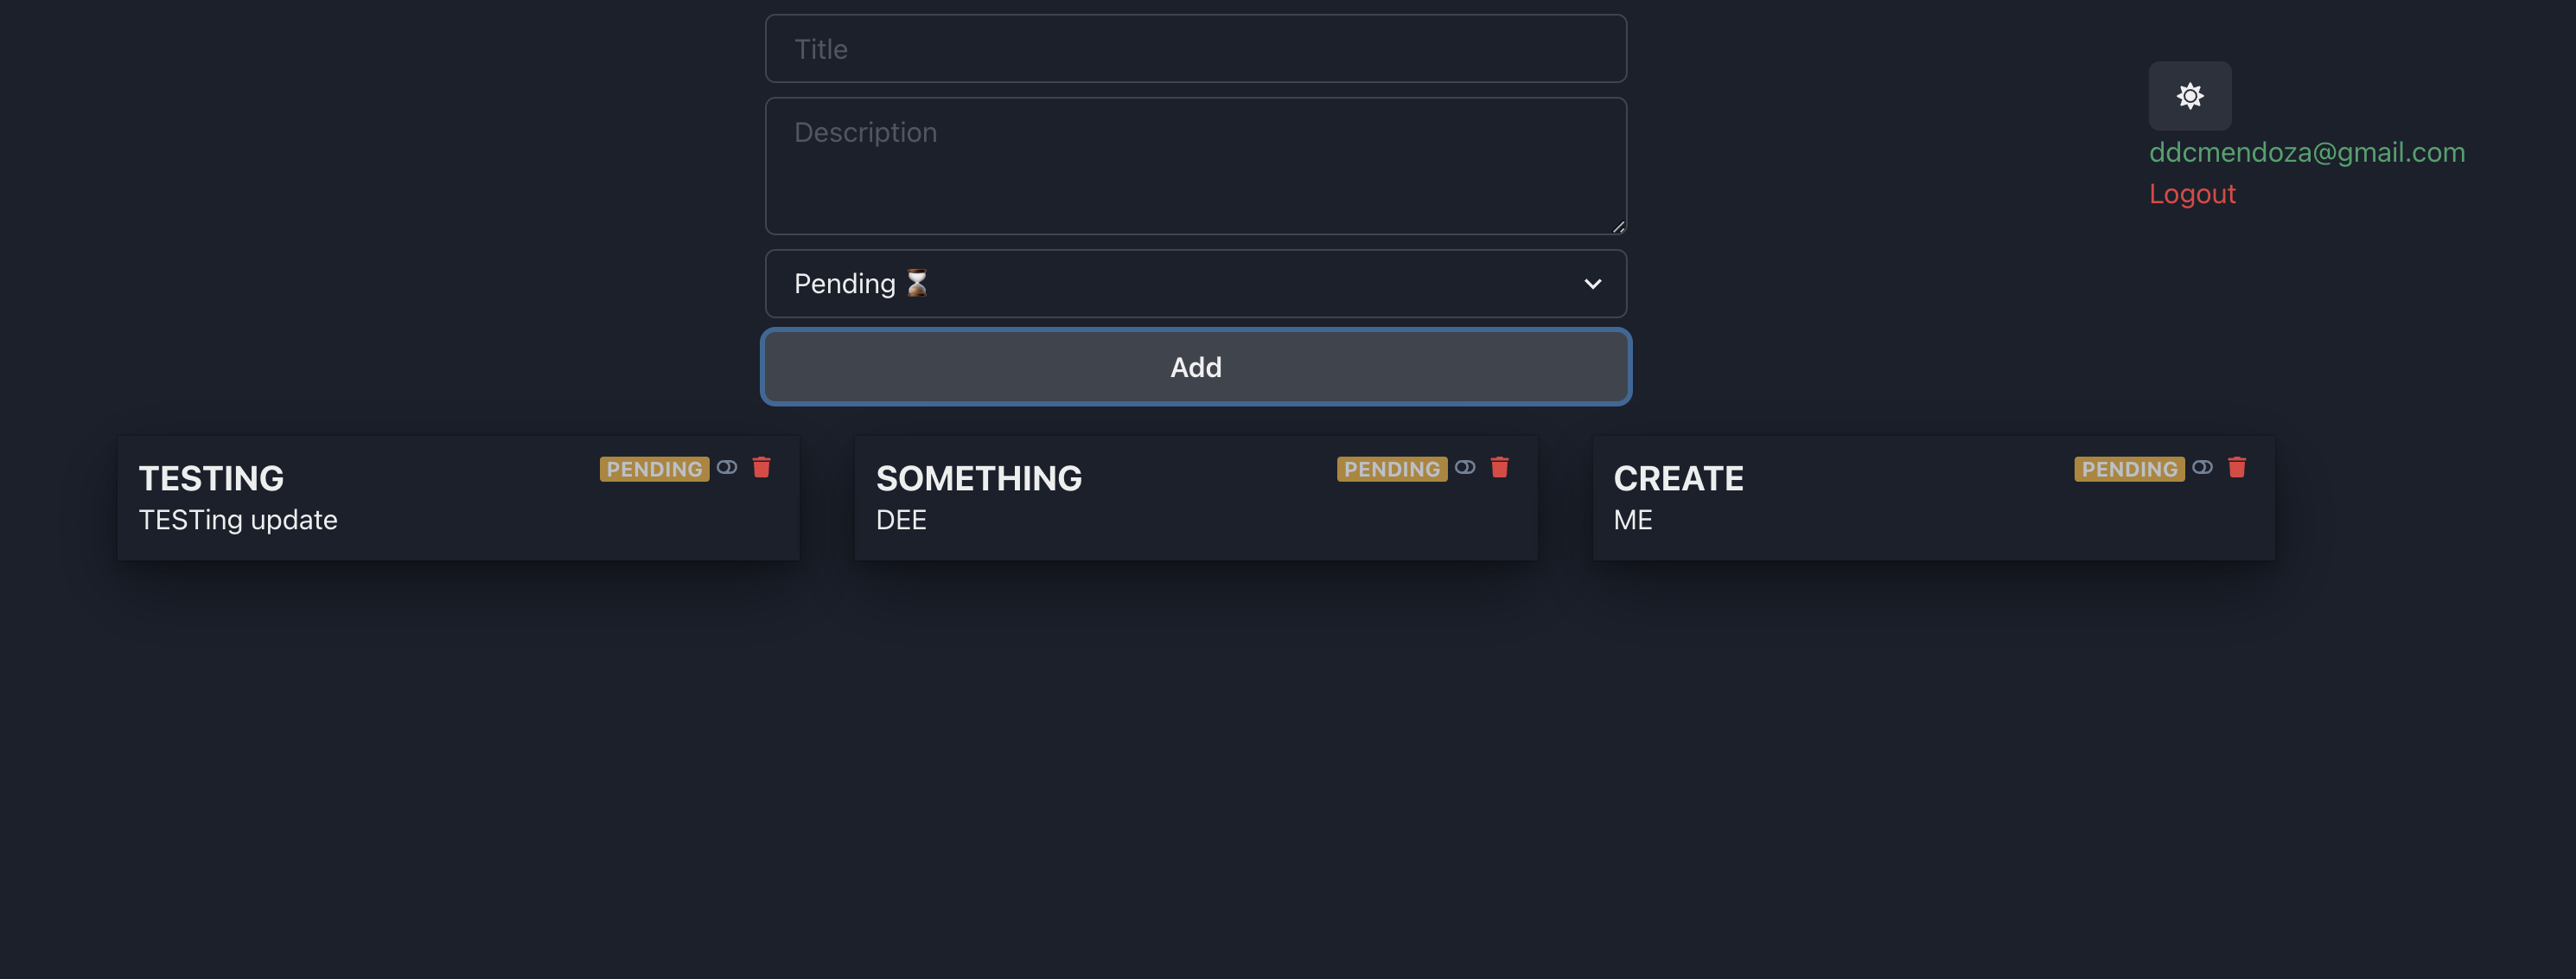 Title
Description
Pending ⏳
Add
ddcmendoza@gmail.com
Logout
TESTING
PENDING
TESTing update
SOMETHING
PENDING
DEE
CREATE
PENDING
ME